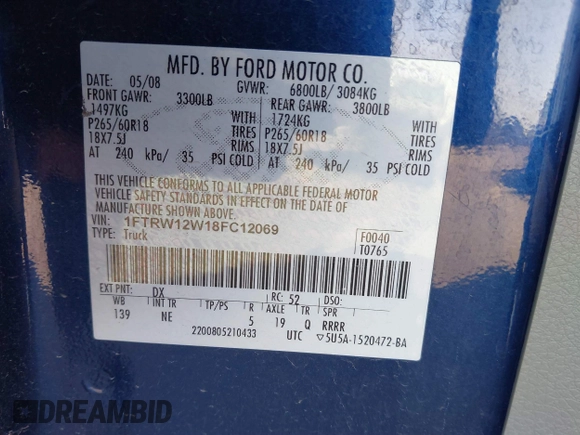 MFD. BY FORD MOTOR CO.
DATE: 05/08 GVWR: 6800LB/ 3084KG
FRONT GAWR: 3300LB REAR GAWR: 3800LB
1497KG WITH 1724KG WITH
P265/60R18 TIRES P265/60R18 TIRES
18X7.5J RIMS 18X7.5J RIMS
AT 240 kPa/ 35 PSI COLD AT 240 kPa/ 35 PSI COLD
THIS VEHICLE CONFORMS TO ALL APPLICABLE FEDERAL MOTOR
VEHICLE SAFETY STANDARDS IN EFFECT ON THE DATE OF
MANUFACTURE SHOWN ABOVE.
VIN: 1FTRW12W18FC12069
TYPE: Truck
F0040
T0765
EXT PNT: DX RC: 52 DSO:
WB INT TR TP/PS R AXLE TR SPR
139 NE 5 19 Q RRRR
2200805210433 UTC ▽5U5A-1520472-BA
DREAMBID